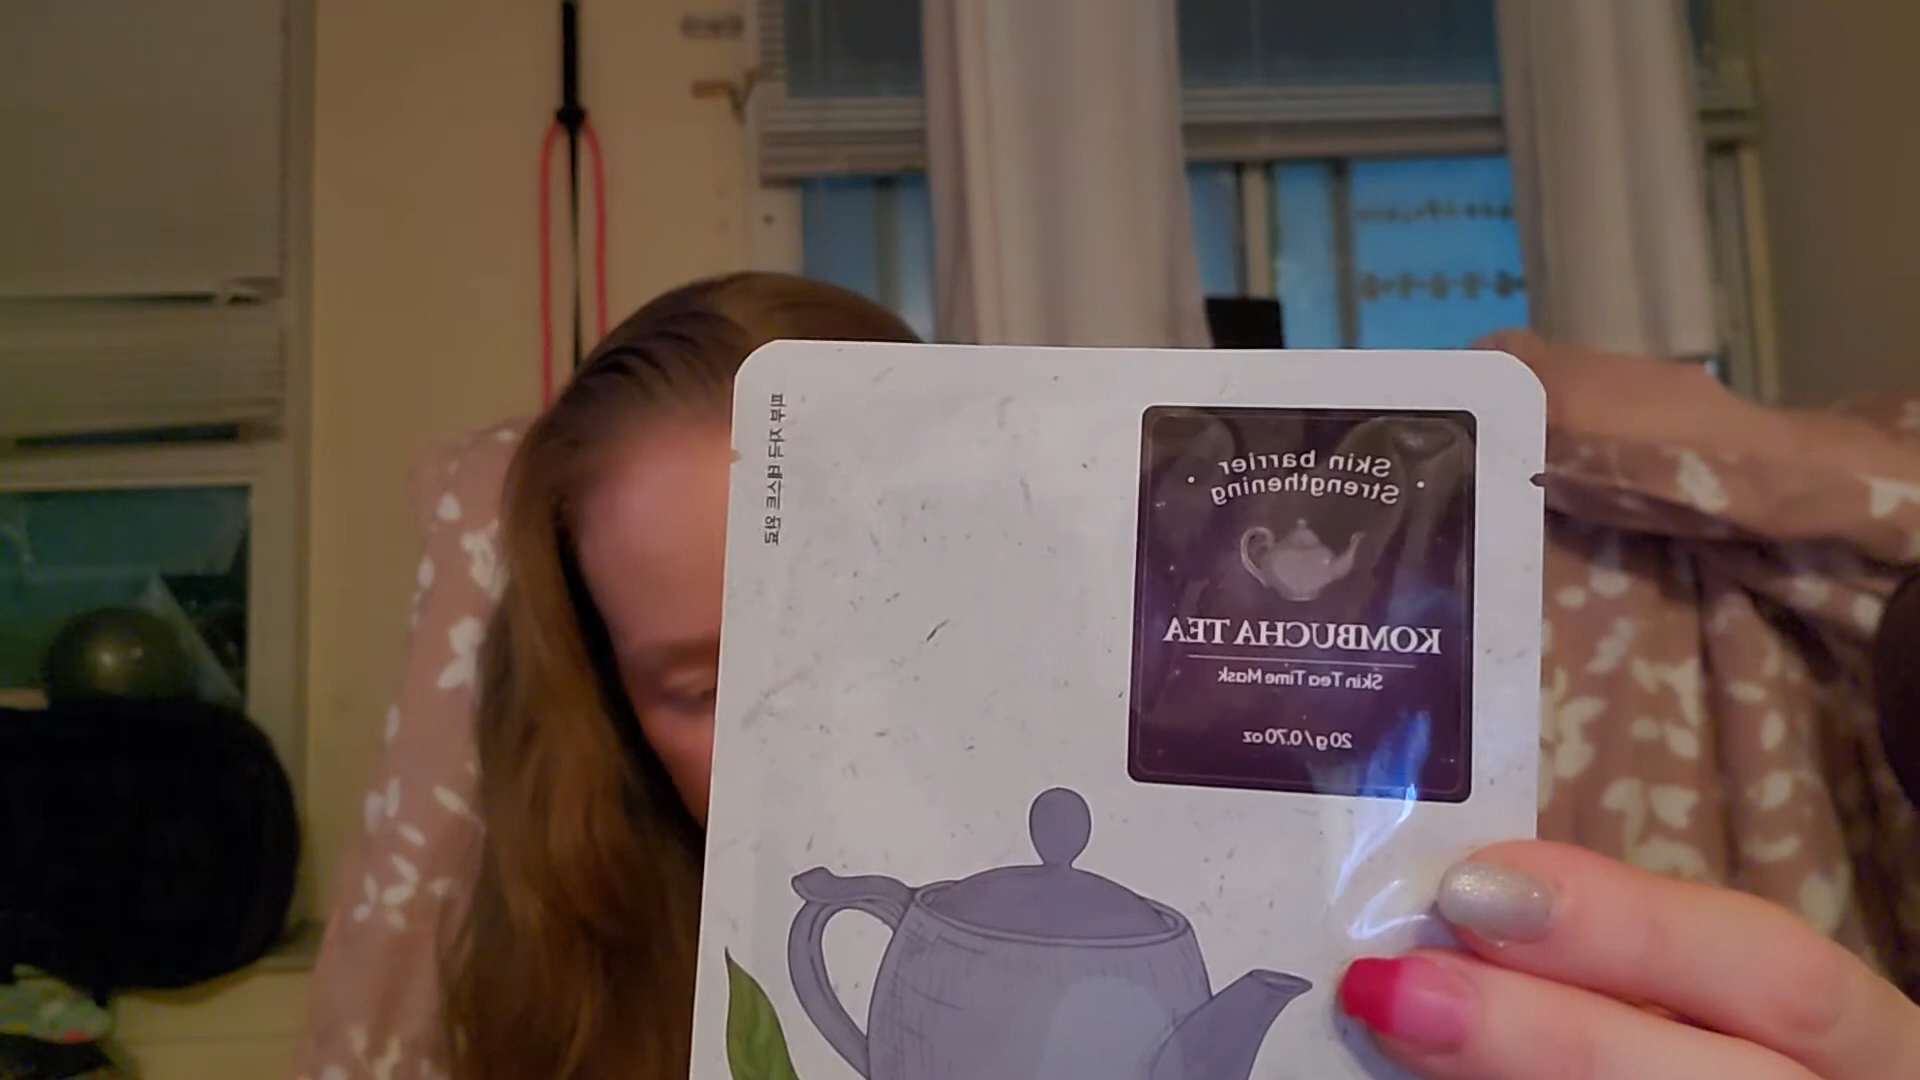 Skin barrier
Strengthening
KOMBUCHA TEA
Skin Tea Time Mask
20g/0.70oz
피부 자극 테스트 완료